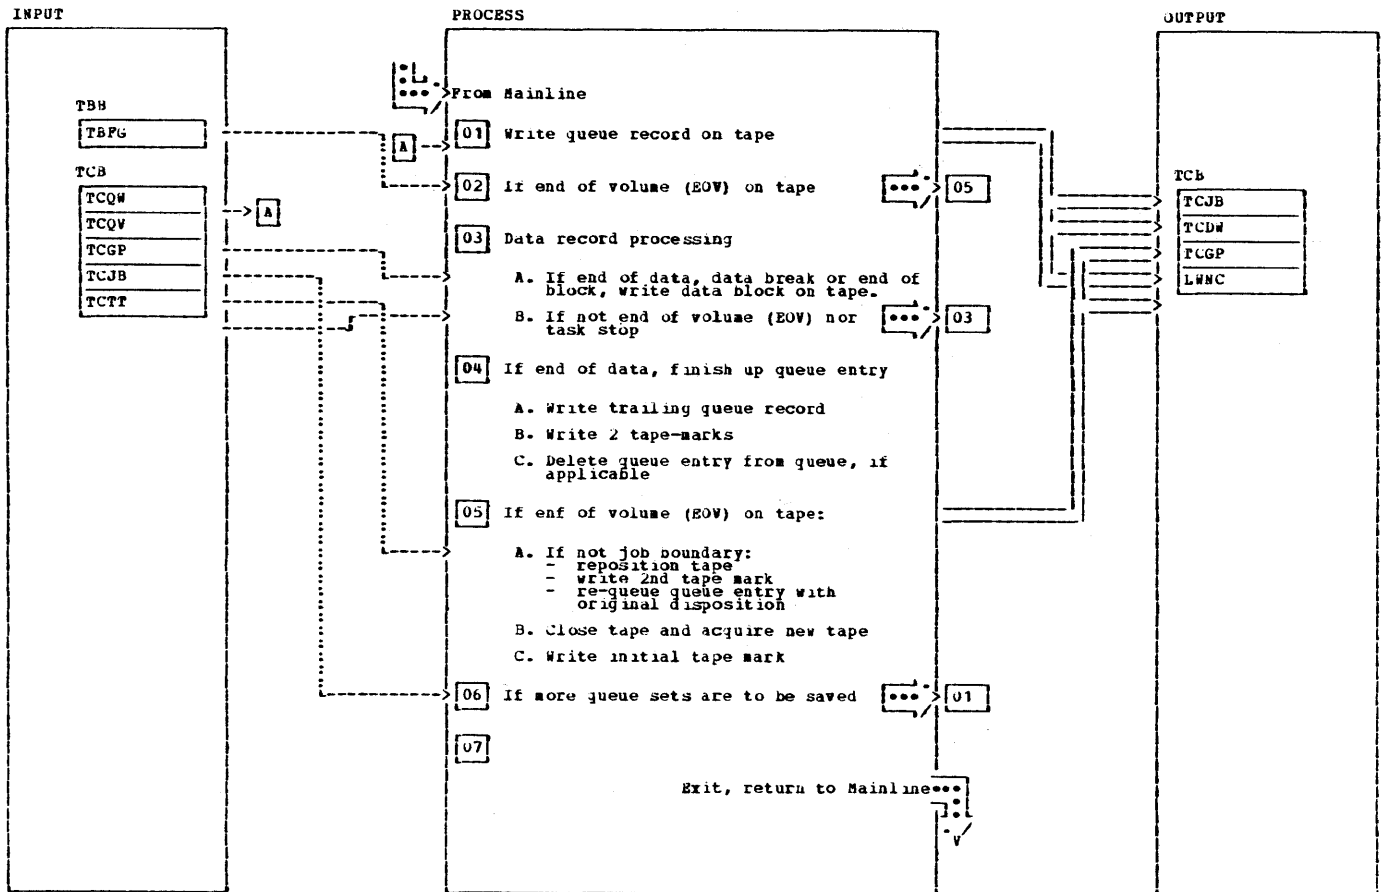 INPUT
PROCESS
OUTPUT
From Mainline
TBH
TBFG
01 Write queue record on tape
A
TCB
TCQW
TCQV
TCGP
TCJB
TCTT
A
02 If end of volume (EOV) on tape
05
TCB
TCJB
TCDW
TCGP
LWNC
03 Data record processing
A. If end of data, data break or end of
block, write data block on tape.
B. If not end of volume (EOV) nor
task stop
03
04 If end of data, finish up queue entry
A. Write trailing queue record
B. Write 2 tape-marks
C. Delete queue entry from queue, if
applicable
05 If enf of volume (EOV) on tape:
A. If not job boundary:
- reposition tape
- write 2nd tape mark
- re-queue queue entry with
original disposition
B. Close tape and acquire new tape
C. Write initial tape mark
06 If more queue sets are to be saved
01
07
Exit, return to Mainline